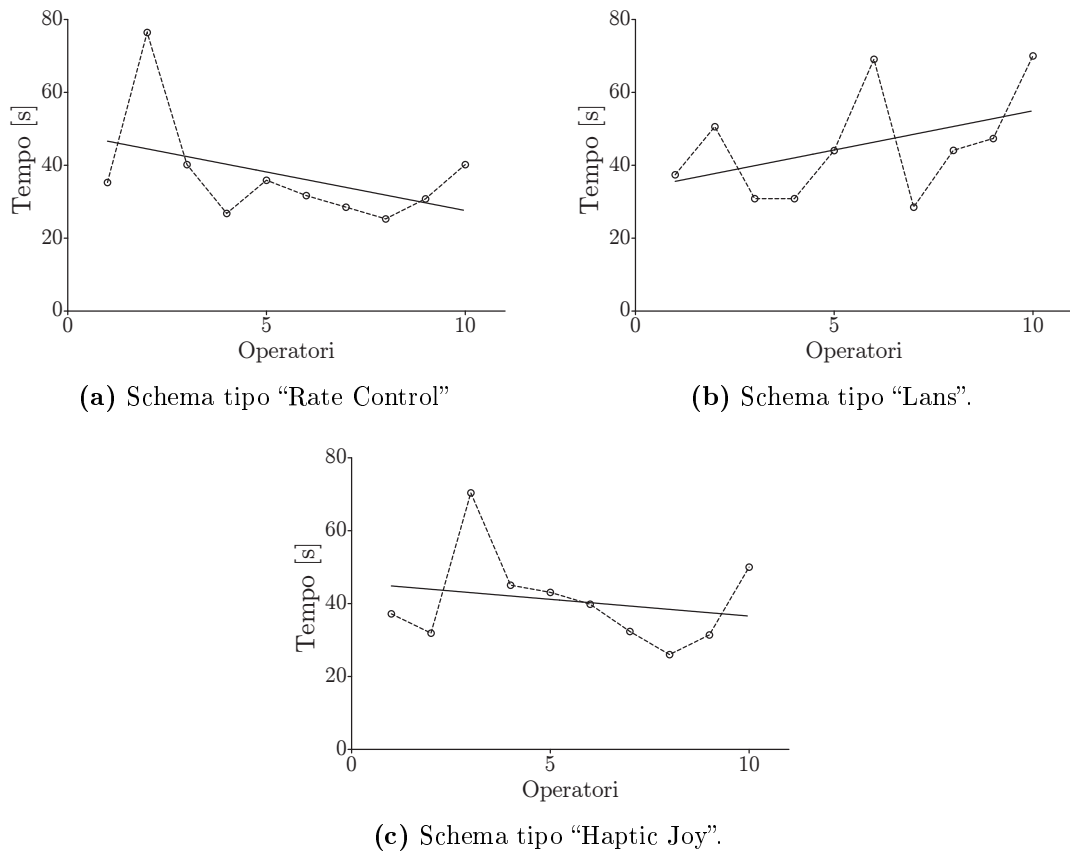 80
60
40
20
0
Tempo [s]
0
5
10
Operatori
(a) Schema tipo “Rate Control”
80
60
40
20
0
Tempo [s]
0
5
10
Operatori
(b) Schema tipo “Lans”.
80
60
40
20
0
Tempo [s]
0
5
10
Operatori
(c) Schema tipo “Haptic Joy”.